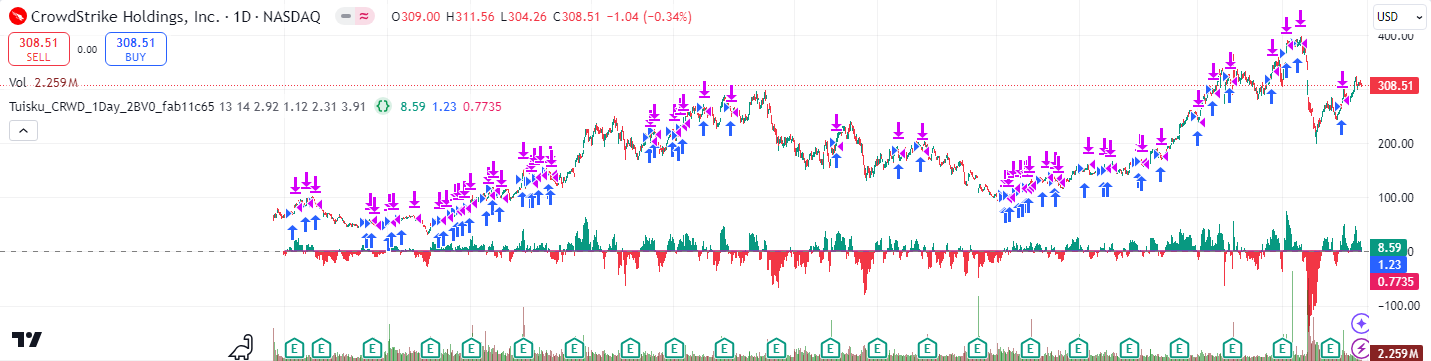 CrowdStrike Holdings, Inc. · 1D · NASDAQ
O309.00 H311.56 L304.26 C308.51 −1.04 (−0.34%)
USD
400.00
308.51
SELL
0.00
308.51
BUY
Vol 2.259M
308.51
Tuisku_CRWD_1Day_2BV0_fab11c65 13 14 2.92 1.12 2.31 3.91 {} 8.59 1.23 0.7735
200.00
100.00
8.59
1.23
0.7735
−100.00
E E E E E E E E E E E E E E E E E E E E E E
2.259M